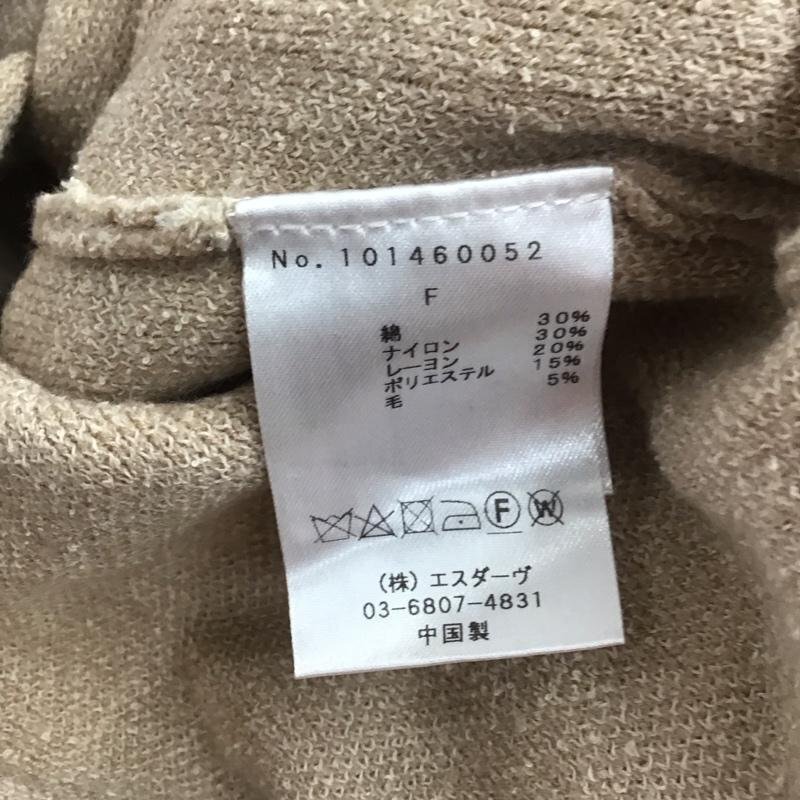 No. 101460052
F
綿 30%
ナイロン 30%
レーヨン 20%
ポリエステル 15%
毛 5%
F W
(株) エスダーヴ
03-6807-4831
中国製